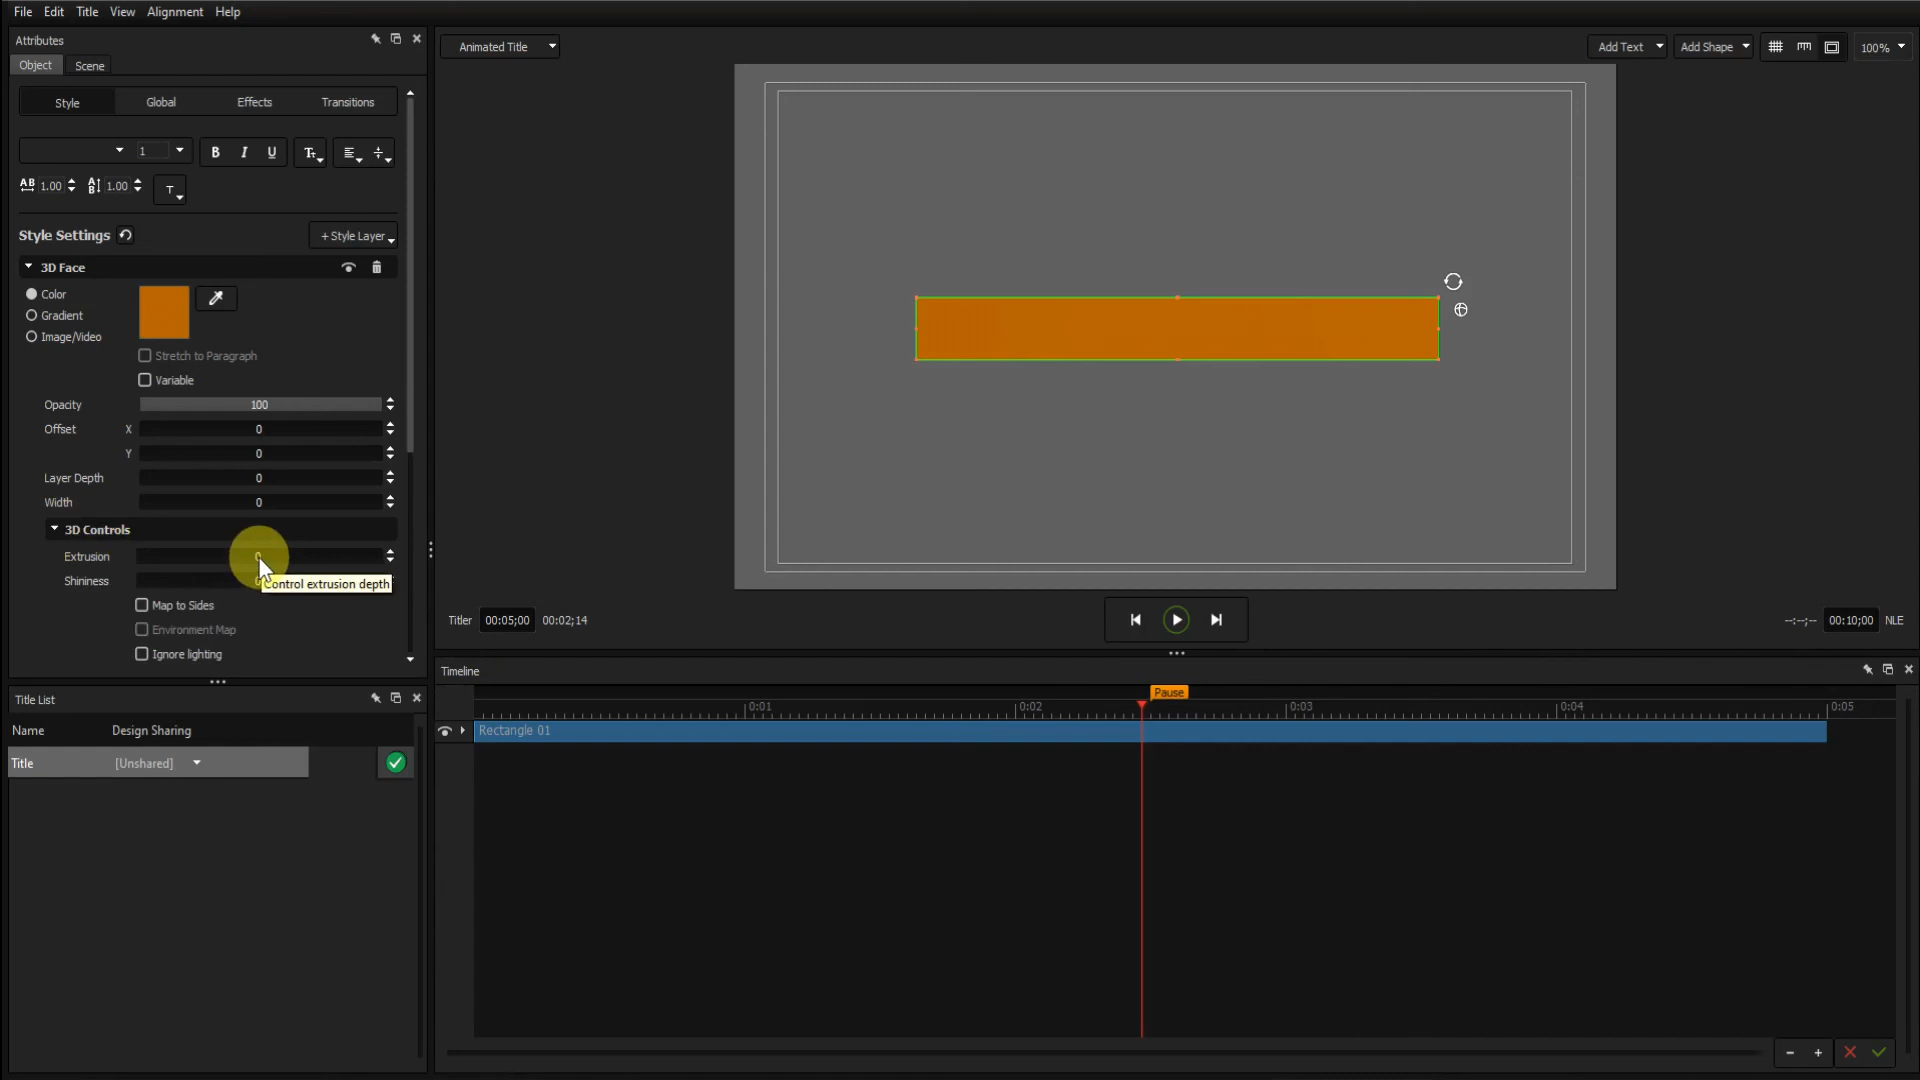 File Edit Title View Alignment Help
Attributes
Object Scene
Animated Title
Add Text Add Shape 100%
Style Global Effects Transitions
1 B I U
AB 1.00 AB 1.00 T
Style Settings + Style Layer
3D Face
Color
Gradient
Image/Video
Stretch to Paragraph
Variable
Opacity 100
Offset X 0
Y 0
Layer Depth 0
Width 0
3D Controls
Extrusion 0
Control extrusion depth
Shininess
Map to Sides
Environment Map
Ignore lighting
Titler 00:05;00 00:02;14
--:--;-- 00:10;00 NLE
Timeline
Pause
0:01 0:02 0:03 0:04 0:05
Rectangle 01
Title List
Name Design Sharing
Title [Unshared]